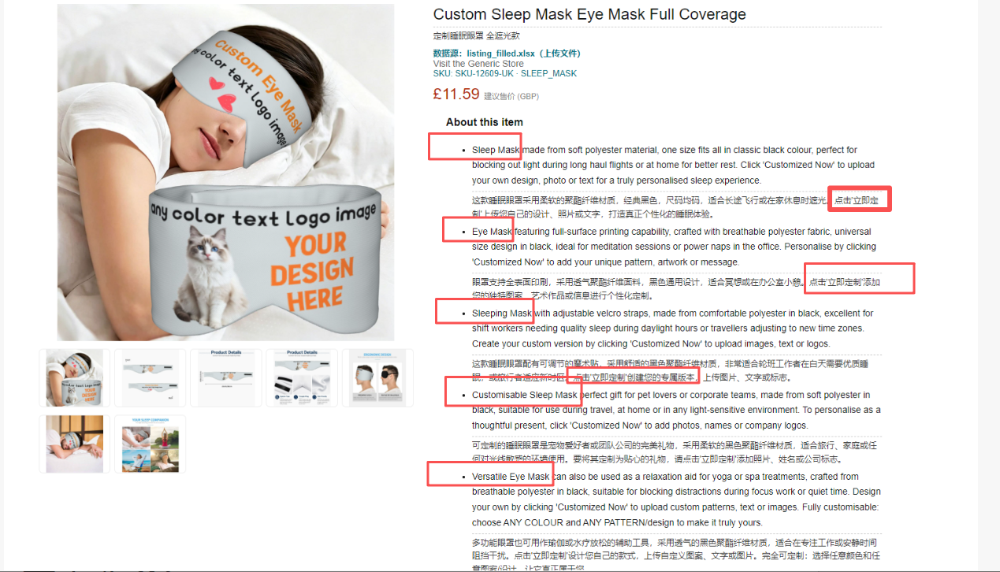 Custom Eye Mask
any color text Logo image
any color text Logo image
YOUR
DESIGN
HERE
Product Details
Product Details
ERGONOMIC DESIGN
YOUR SLEEP COMPANION
Custom Sleep Mask Eye Mask Full Coverage
定制睡眠眼罩 全遮光款
数据源：listing_filled.xlsx（上传文件）
Visit the Generic Store
SKU: SKU-12609-UK · SLEEP_MASK
£11.59 建议售价 (GBP)
About this item
• Sleep Mask made from soft polyester material, one size fits all in classic black colour, perfect for
blocking out light during long haul flights or at home for better rest. Click 'Customized Now' to upload
your own design, photo or text for a truly personalised sleep experience.
这款睡眠眼罩采用柔软的聚酯纤维材质，经典黑色，尺码均码，适合长途飞行或在家休息时遮光。点击'立即定
制'上传您自己的设计、照片或文字，打造真正个性化的睡眠体验。
• Eye Mask featuring full-surface printing capability, crafted with breathable polyester fabric, universal
size design in black, ideal for meditation sessions or power naps in the office. Personalise by clicking
'Customized Now' to add your unique pattern, artwork or message.
眼罩支持全表面印刷，采用透气聚酯纤维面料，黑色通用设计，适合冥想或在办公室小憩。点击'立即定制'添加
您的独特图案、艺术作品或信息进行个性化定制。
• Sleeping Mask with adjustable velcro straps, made from comfortable polyester in black, excellent for
shift workers needing quality sleep during daylight hours or travellers adjusting to new time zones.
Create your custom version by clicking 'Customized Now' to upload images, text or logos.
这款睡眠眼罩配有可调节的魔术贴，采用舒适的黑色聚酯纤维材质，非常适合轮班工作者在白天需要优质睡
眠，或旅行者适应新时区。点击'立即定制'创建您的专属版本，上传图片、文字或标志。
• Customisable Sleep Mask perfect gift for pet lovers or corporate teams, made from soft polyester in
black, suitable for use during travel, at home or in any light-sensitive environment. To personalise as a
thoughtful present, click 'Customized Now' to add photos, names or company logos.
可定制的睡眠眼罩是宠物爱好者或团队公司的完美礼物，采用柔软的黑色聚酯纤维材质，适合旅行、家庭或任
何对光线敏感的环境使用。要将其定制为贴心的礼物，请点击'立即定制'添加照片、姓名或公司标志。
• Versatile Eye Mask can also be used as a relaxation aid for yoga or spa treatments, crafted from
breathable polyester in black, suitable for blocking distractions during focus work or quiet time. Design
your own by clicking 'Customized Now' to upload custom patterns, text or images. Fully customisable:
choose ANY COLOUR and ANY PATTERN/design to make it truly yours.
多功能眼罩也可用作瑜伽或水疗放松的辅助工具，采用透气的黑色聚酯纤维材质，适合在专注工作或安静时间
阻挡干扰。点击'立即定制'设计您自己的款式，上传自定义图案、文字或图片。完全可定制：选择任意颜色和任
意图案/设计，让它真正属于您。